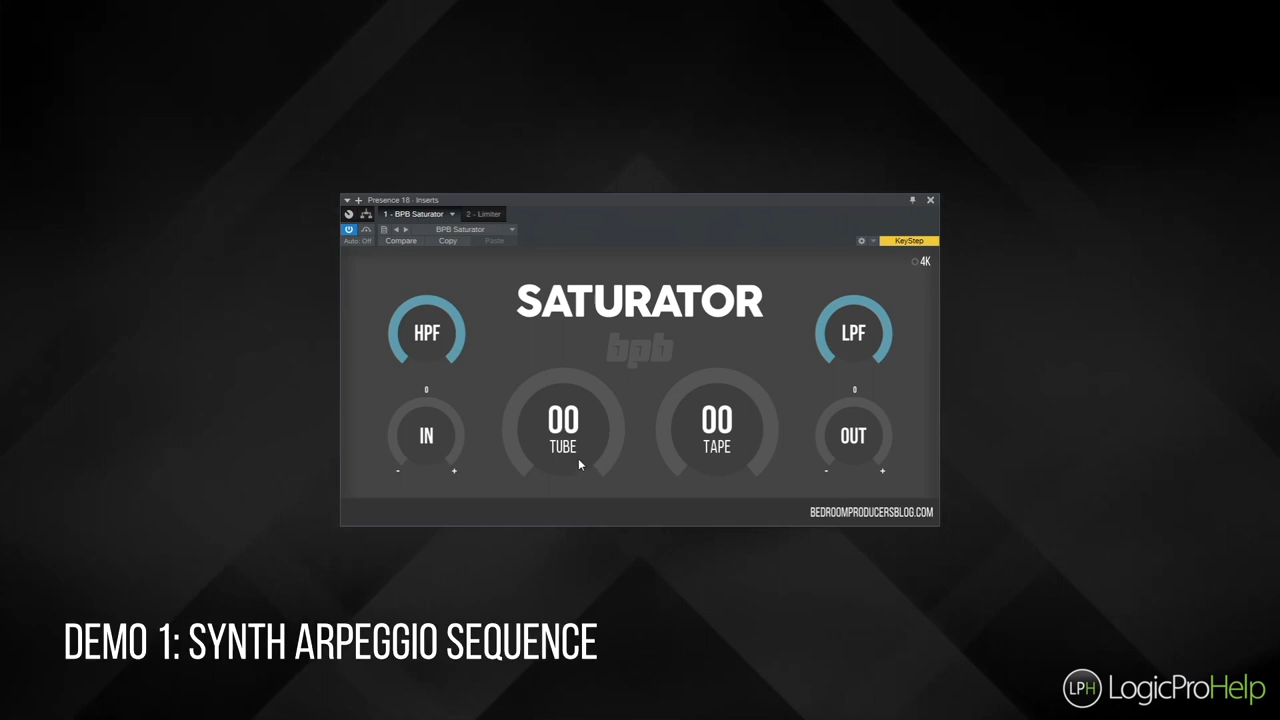 Presence 18 - Inserts
1 - BPB Saturator
2 - Limiter
BPB Saturator
Auto: Off
Compare
Copy
Paste
KeyStep
4K
SATURATOR
bpb
HPF
LPF
0
0
IN
00
TUBE
00
TAPE
OUT
- +
- +
BEDROOMPRODUCERSBLOG.COM
DEMO 1: SYNTH ARPEGGIO SEQUENCE
LPH LogicProHelp